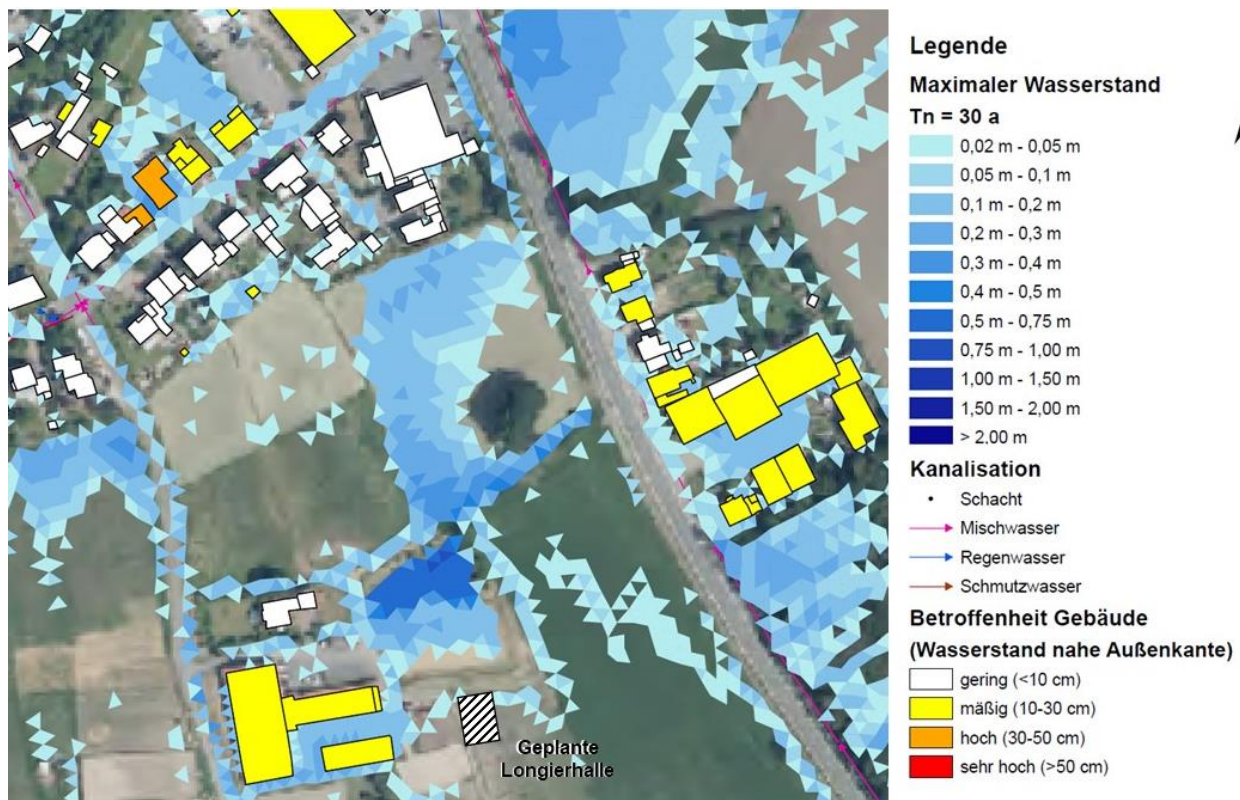 Geplante
Longierhalle
Legende
Maximaler Wasserstand
Tn = 30 a
0,02 m - 0,05 m
0,05 m - 0,1 m
0,1 m - 0,2 m
0,2 m - 0,3 m
0,3 m - 0,4 m
0,4 m - 0,5 m
0,5 m - 0,75 m
0,75 m - 1,00 m
1,00 m - 1,50 m
1,50 m - 2,00 m
> 2,00 m
Kanalisation
Schacht
Mischwasser
Regenwasser
Schmutzwasser
Betroffenheit Gebäude
(Wasserstand nahe Außenkante)
gering (<10 cm)
mäßig (10-30 cm)
hoch (30-50 cm)
sehr hoch (>50 cm)